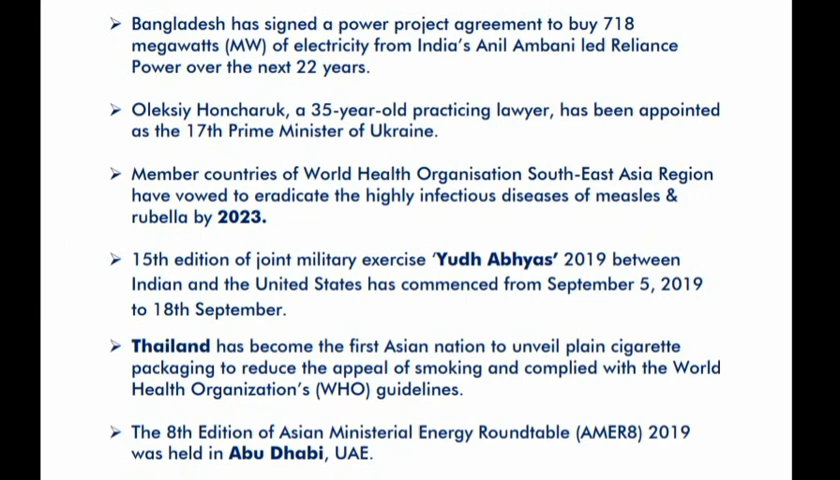 ➢ Bangladesh has signed a power project agreement to buy 718
megawatts (MW) of electricity from India's Anil Ambani led Reliance
Power over the next 22 years.
➢ Oleksiy Honcharuk, a 35-year-old practicing lawyer, has been appointed
as the 17th Prime Minister of Ukraine.
➢ Member countries of World Health Organisation South-East Asia Region
have vowed to eradicate the highly infectious diseases of measles &
rubella by 2023.
➢ 15th edition of joint military exercise 'Yudh Abhyas' 2019 between
Indian and the United States has commenced from September 5, 2019
to 18th September.
➢ Thailand has become the first Asian nation to unveil plain cigarette
packaging to reduce the appeal of smoking and complied with the World
Health Organization's (WHO) guidelines.
➢ The 8th Edition of Asian Ministerial Energy Roundtable (AMER8) 2019
was held in Abu Dhabi, UAE.